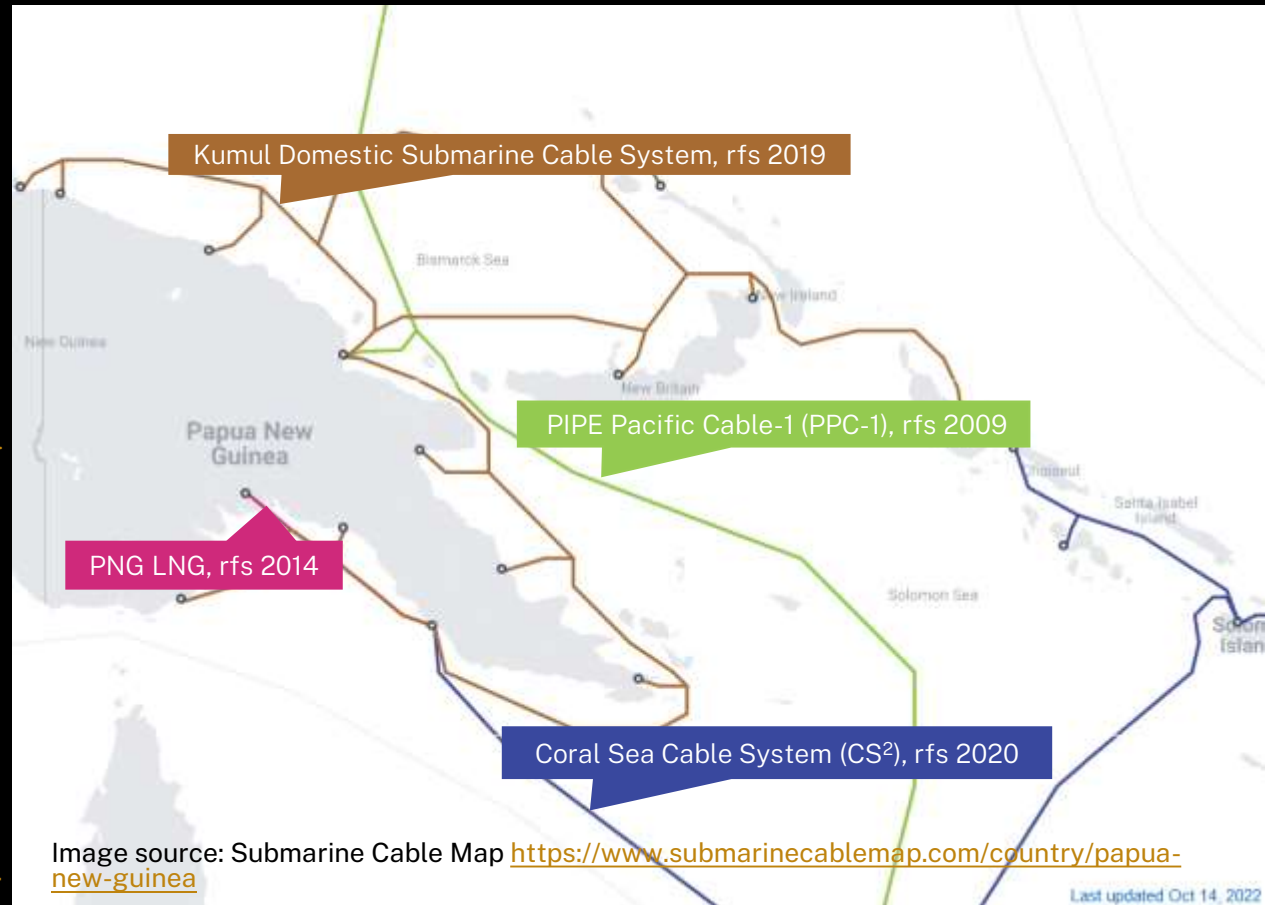 Kumul Domestic Submarine Cable System, rfs 2019
Bismarck Sea
New Ireland
New Guinea
New Britain
PIPE Pacific Cable-1 (PPC-1), rfs 2009
Papua New
Guinea
Choiseul
Santa Isabel
Island
PNG LNG, rfs 2014
Solomon Sea
Solom
Islan
Coral Sea Cable System (CS²), rfs 2020
Image source: Submarine Cable Map https://www.submarinecablemap.com/country/papua-
new-guinea
Last updated Oct 14, 2022